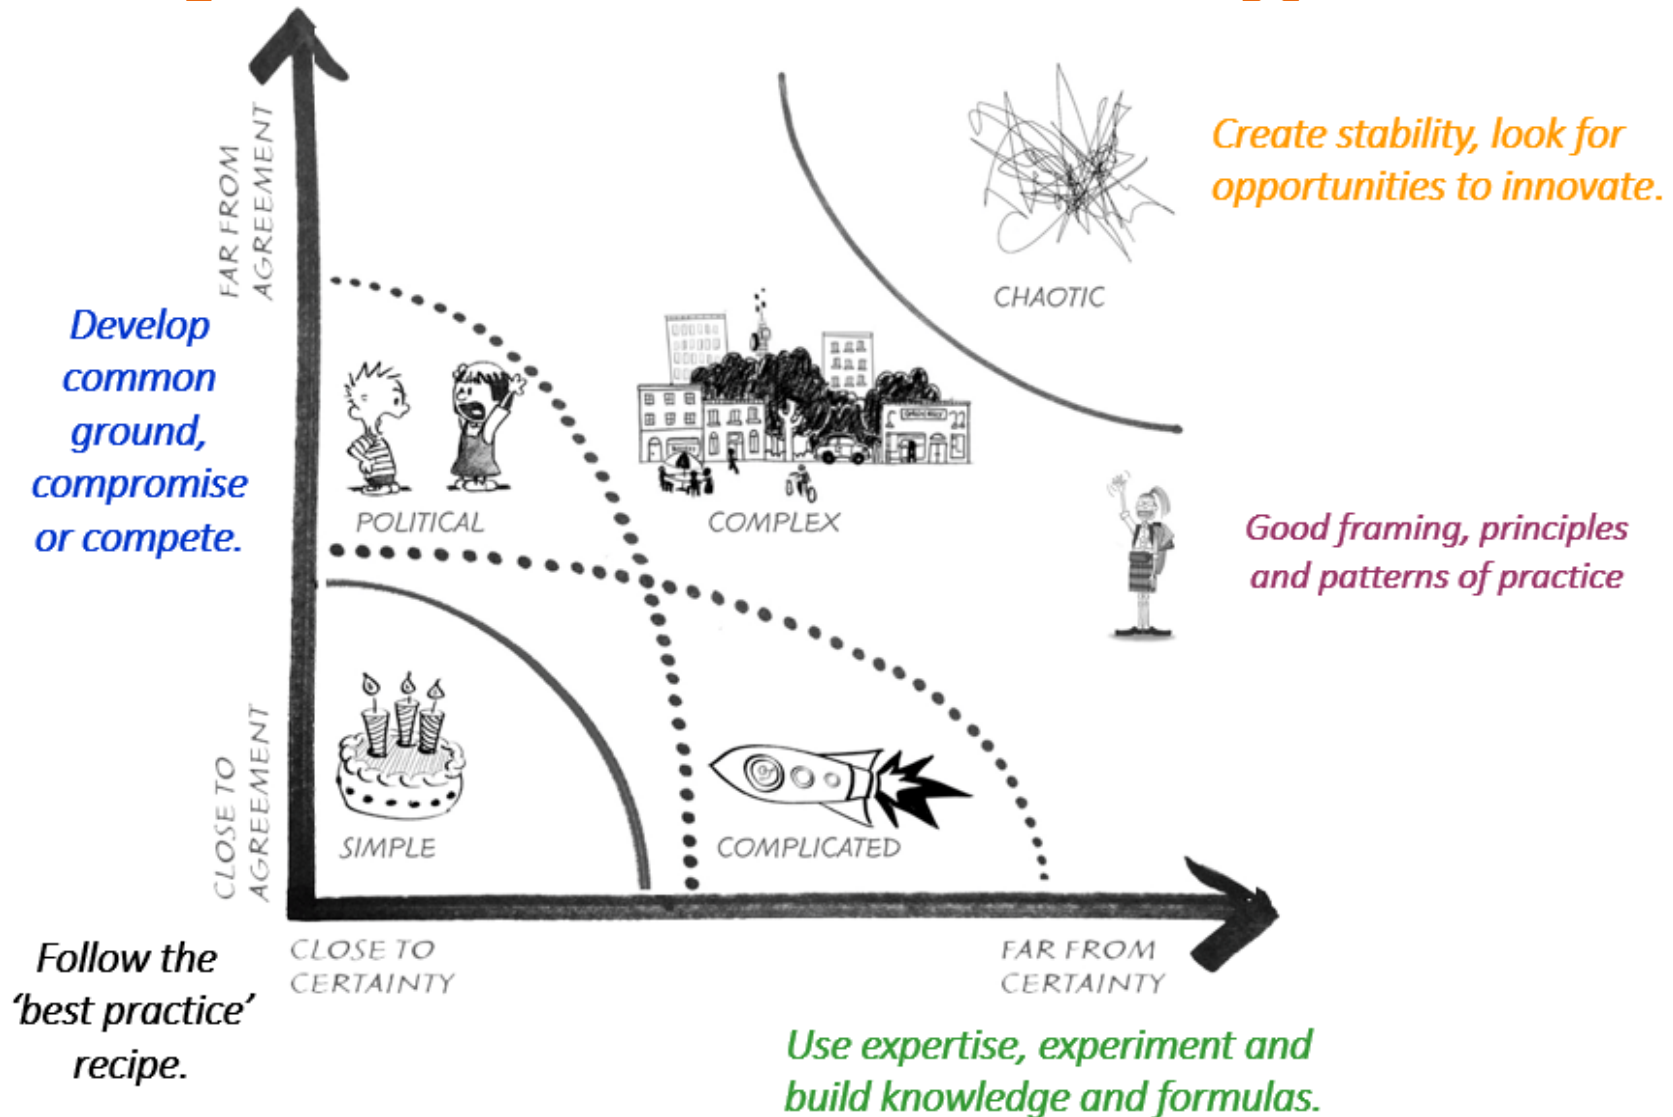 FAR FROM
AGREEMENT
Create stability, look for
opportunities to innovate.
CHAOTIC
Develop
common
ground,
compromise
or compete.
POLITICAL
COMPLEX
Good framing, principles
and patterns of practice
CLOSE TO
AGREEMENT
SIMPLE
COMPLICATED
Follow the
‘best practice’
recipe.
CLOSE TO
CERTAINTY
FAR FROM
CERTAINTY
Use expertise, experiment and
build knowledge and formulas.